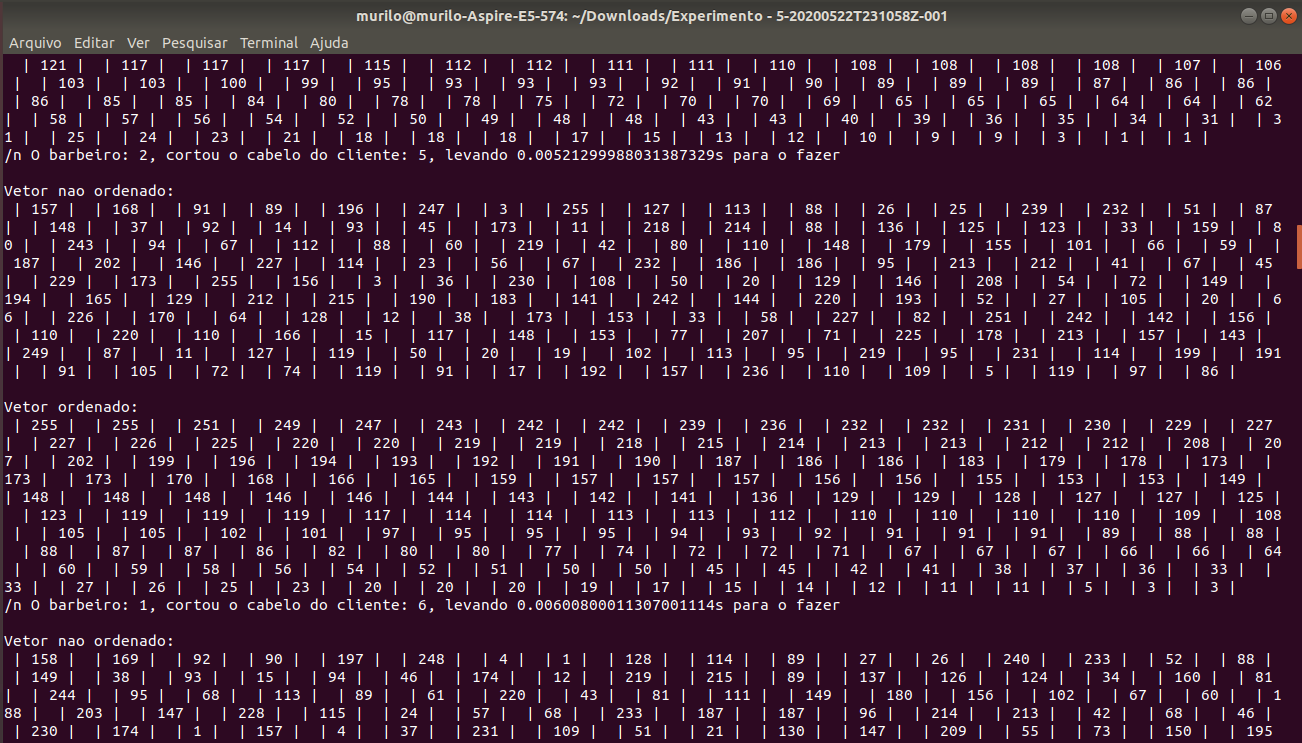 murilo@murilo-Aspire-E5-574: ~/Downloads/Experimento - 5-20200522T231058Z-001
Arquivo Editar Ver Pesquisar Terminal Ajuda
| 121 | | 117 | | 117 | | 117 | | 115 | | 112 | | 112 | | 111 | | 111 | | 110 | | 108 | | 108 | | 108 | | 108 | | 107 | | 106
| | 103 | | 103 | | 100 | | 99 | | 95 | | 93 | | 93 | | 93 | | 92 | | 91 | | 90 | | 89 | | 89 | | 89 | | 87 | | 86 | | 86 |
| 86 | | 85 | | 85 | | 84 | | 80 | | 78 | | 78 | | 75 | | 72 | | 70 | | 70 | | 69 | | 65 | | 65 | | 65 | | 64 | | 64 | | 62
| | 58 | | 57 | | 56 | | 54 | | 52 | | 50 | | 49 | | 48 | | 48 | | 43 | | 43 | | 40 | | 39 | | 36 | | 35 | | 34 | | 31 | | 3
1 | | 25 | | 24 | | 23 | | 21 | | 18 | | 18 | | 18 | | 17 | | 15 | | 13 | | 12 | | 10 | | 9 | | 9 | | 3 | | 1 | | 1 |
/n O barbeiro: 2, cortou o cabelo do cliente: 5, levando 0.00521299988031387329s para o fazer
Vetor nao ordenado:
| 157 | | 168 | | 91 | | 89 | | 196 | | 247 | | 3 | | 255 | | 127 | | 113 | | 88 | | 26 | | 25 | | 239 | | 232 | | 51 | | 87
| | 148 | | 37 | | 92 | | 14 | | 93 | | 45 | | 173 | | 11 | | 218 | | 214 | | 88 | | 136 | | 125 | | 123 | | 33 | | 159 | | 8
0 | | 243 | | 94 | | 67 | | 112 | | 88 | | 60 | | 219 | | 42 | | 80 | | 110 | | 148 | | 179 | | 155 | | 101 | | 66 | | 59 | |
187 | | 202 | | 146 | | 227 | | 114 | | 23 | | 56 | | 67 | | 232 | | 186 | | 186 | | 95 | | 213 | | 212 | | 41 | | 67 | | 45
| | 229 | | 173 | | 255 | | 156 | | 3 | | 36 | | 230 | | 108 | | 50 | | 20 | | 129 | | 146 | | 208 | | 54 | | 72 | | 149 | |
194 | | 165 | | 129 | | 212 | | 215 | | 190 | | 183 | | 141 | | 242 | | 144 | | 220 | | 193 | | 52 | | 27 | | 105 | | 20 | | 6
6 | | 226 | | 170 | | 64 | | 128 | | 12 | | 38 | | 173 | | 153 | | 33 | | 58 | | 227 | | 82 | | 251 | | 242 | | 142 | | 156 |
| 110 | | 220 | | 110 | | 166 | | 15 | | 117 | | 148 | | 153 | | 77 | | 207 | | 71 | | 225 | | 178 | | 213 | | 157 | | 143 |
| 249 | | 87 | | 11 | | 127 | | 119 | | 50 | | 20 | | 19 | | 102 | | 113 | | 95 | | 219 | | 95 | | 231 | | 114 | | 199 | | 191
| | 91 | | 105 | | 72 | | 74 | | 119 | | 91 | | 17 | | 192 | | 157 | | 236 | | 110 | | 109 | | 5 | | 119 | | 97 | | 86 |
Vetor ordenado:
| 255 | | 255 | | 251 | | 249 | | 247 | | 243 | | 242 | | 242 | | 239 | | 236 | | 232 | | 232 | | 231 | | 230 | | 229 | | 227
| | 227 | | 226 | | 225 | | 220 | | 220 | | 219 | | 219 | | 218 | | 215 | | 214 | | 213 | | 213 | | 212 | | 212 | | 208 | | 20
7 | | 202 | | 199 | | 196 | | 194 | | 193 | | 192 | | 191 | | 190 | | 187 | | 186 | | 186 | | 183 | | 179 | | 178 | | 173 | |
173 | | 173 | | 170 | | 168 | | 166 | | 165 | | 159 | | 157 | | 157 | | 157 | | 156 | | 156 | | 155 | | 153 | | 153 | | 149 |
| 148 | | 148 | | 148 | | 146 | | 146 | | 144 | | 143 | | 142 | | 141 | | 136 | | 129 | | 129 | | 128 | | 127 | | 127 | | 125
| | 123 | | 119 | | 119 | | 119 | | 117 | | 114 | | 114 | | 113 | | 113 | | 112 | | 110 | | 110 | | 110 | | 110 | | 109 | | 108
| | 105 | | 105 | | 102 | | 101 | | 97 | | 95 | | 95 | | 95 | | 94 | | 93 | | 92 | | 91 | | 91 | | 91 | | 89 | | 88 | | 88 |
| 88 | | 87 | | 87 | | 86 | | 82 | | 80 | | 80 | | 77 | | 74 | | 72 | | 72 | | 71 | | 67 | | 67 | | 67 | | 66 | | 66 | | 64
| | 60 | | 59 | | 58 | | 56 | | 54 | | 52 | | 51 | | 50 | | 50 | | 45 | | 45 | | 42 | | 41 | | 38 | | 37 | | 36 | | 33 | |
33 | | 27 | | 26 | | 25 | | 23 | | 20 | | 20 | | 20 | | 19 | | 17 | | 15 | | 14 | | 12 | | 11 | | 11 | | 5 | | 3 | | 3 |
/n O barbeiro: 1, cortou o cabelo do cliente: 6, levando 0.00600800011307001114s para o fazer
Vetor nao ordenado:
| 158 | | 169 | | 92 | | 90 | | 197 | | 248 | | 4 | | 1 | | 128 | | 114 | | 89 | | 27 | | 26 | | 240 | | 233 | | 52 | | 88 |
| 149 | | 38 | | 93 | | 15 | | 94 | | 46 | | 174 | | 12 | | 219 | | 215 | | 89 | | 137 | | 126 | | 124 | | 34 | | 160 | | 81
| | 244 | | 95 | | 68 | | 113 | | 89 | | 61 | | 220 | | 43 | | 81 | | 111 | | 149 | | 180 | | 156 | | 102 | | 67 | | 60 | | 1
88 | | 203 | | 147 | | 228 | | 115 | | 24 | | 57 | | 68 | | 233 | | 187 | | 187 | | 96 | | 214 | | 213 | | 42 | | 68 | | 46 |
| 230 | | 174 | | 1 | | 157 | | 4 | | 37 | | 231 | | 109 | | 51 | | 21 | | 130 | | 147 | | 209 | | 55 | | 73 | | 150 | | 195